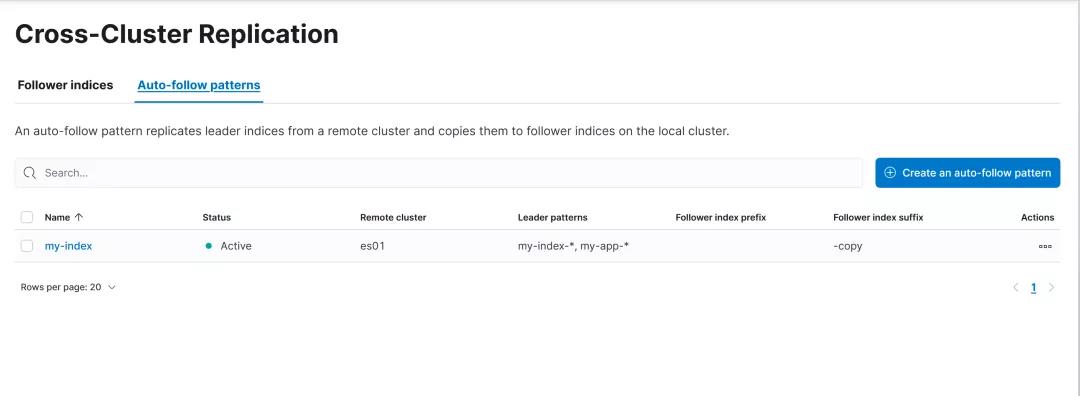 Cross-Cluster Replication
Follower indices Auto-follow patterns
An auto-follow pattern replicates leader indices from a remote cluster and copies them to follower indices on the local cluster.
Search... Create an auto-follow pattern
Name Status Remote cluster Leader patterns Follower index prefix Follower index suffix Actions
my-index Active es01 my-index-*, my-app-* -copy
Rows per page: 20 1